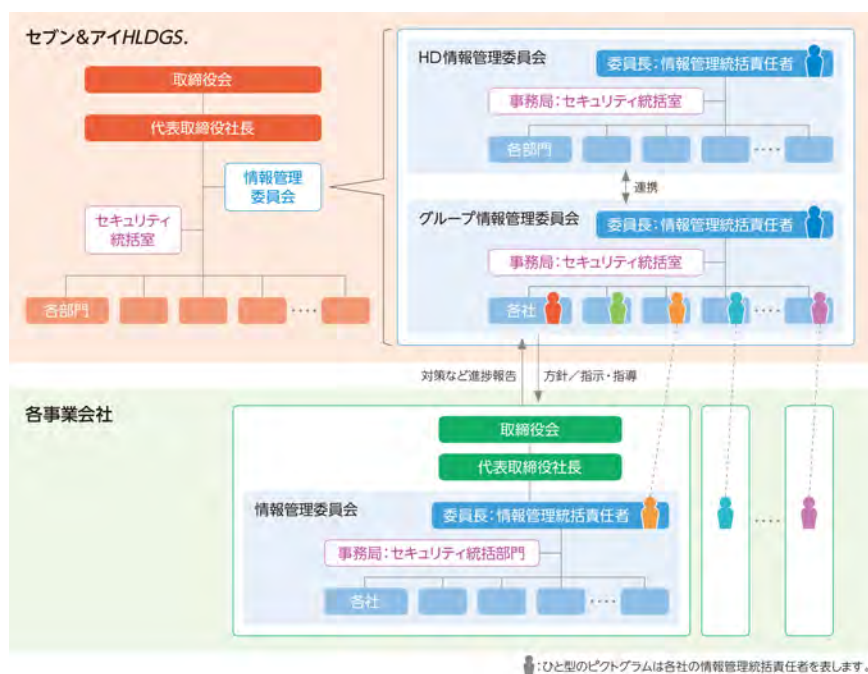 セブン&アイHLDGS.
取締役会
代表取締役社長
情報管理
委員会
セキュリティ
統括室
各部門
････
HD情報管理委員会
委員長：情報管理統括責任者
事務局：セキュリティ統括室
各部門
････
連携
グループ情報管理委員会
委員長：情報管理統括責任者
事務局：セキュリティ統括室
各社
････
対策など進捗報告
方針／指示・指導
各事業会社
取締役会
代表取締役社長
情報管理委員会
委員長：情報管理統括責任者
事務局：セキュリティ統括部門
各社
････
････
：ひと型のピクトグラムは各社の情報管理統括責任者を表します。